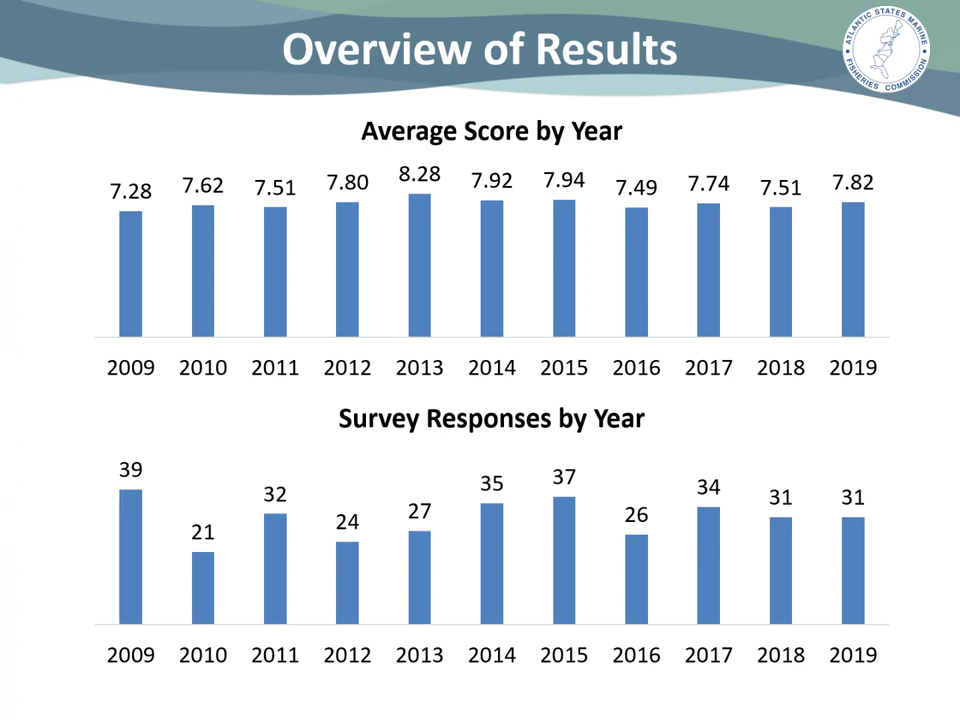 Overview of Results
ATLANTIC STATES MARINE
FISHERIES COMMISSION
Average Score by Year
7.28 7.62 7.51 7.80 8.28 7.92 7.94 7.49 7.74 7.51 7.82
2009 2010 2011 2012 2013 2014 2015 2016 2017 2018 2019
Survey Responses by Year
39 21 32 24 27 35 37 26 34 31 31
2009 2010 2011 2012 2013 2014 2015 2016 2017 2018 2019